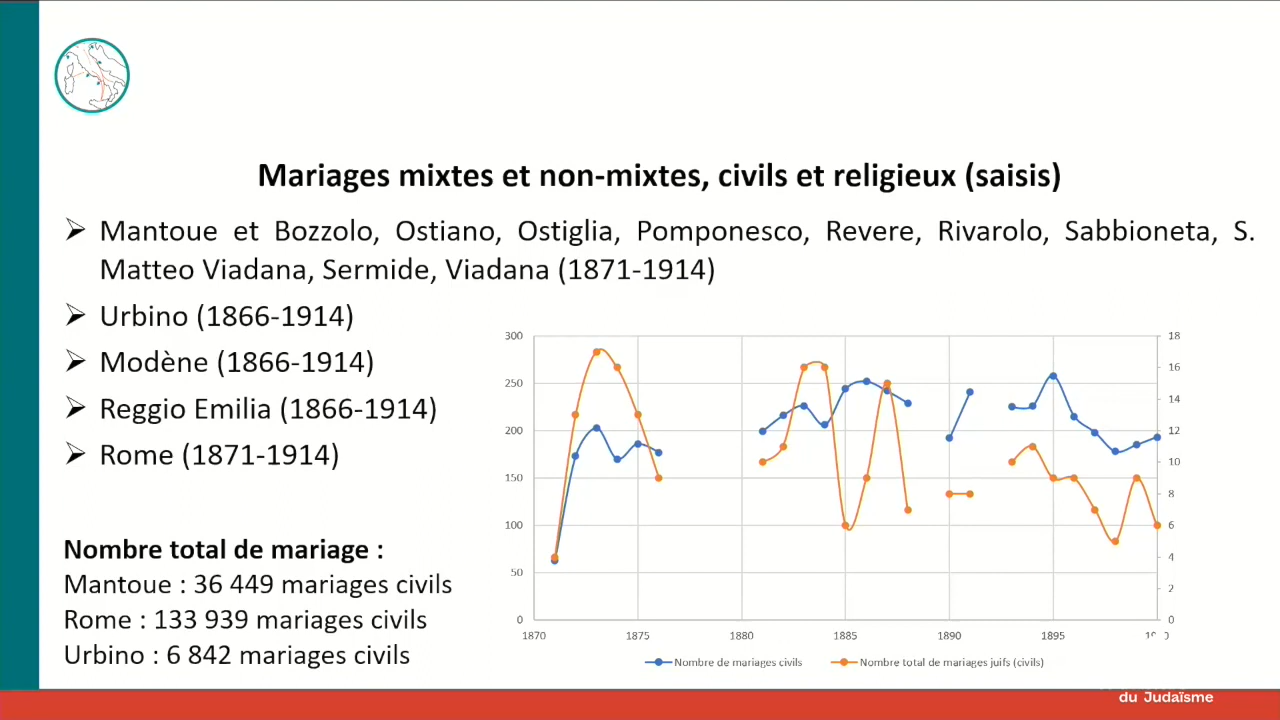 Mariages mixtes et non-mixtes, civils et religieux (saisis)
Mantoue et Bozzolo, Ostiano, Ostiglia, Pomponesco, Revere, Rivarolo, Sabbioneta, S.
Matteo Viadana, Sermide, Viadana (1871-1914)
Urbino (1866-1914)
Modène (1866-1914)
Reggio Emilia (1866-1914)
Rome (1871-1914)
Nombre total de mariage :
Mantoue : 36 449 mariages civils
Rome : 133 939 mariages civils
Urbino : 6 842 mariages civils
300
250
200
150
100
50
0
18
16
14
12
10
8
6
4
2
0
1870 1875 1880 1885 1890 1895
Nombre de mariages civils Nombre total de mariages juifs (civils)
du Judaïsme